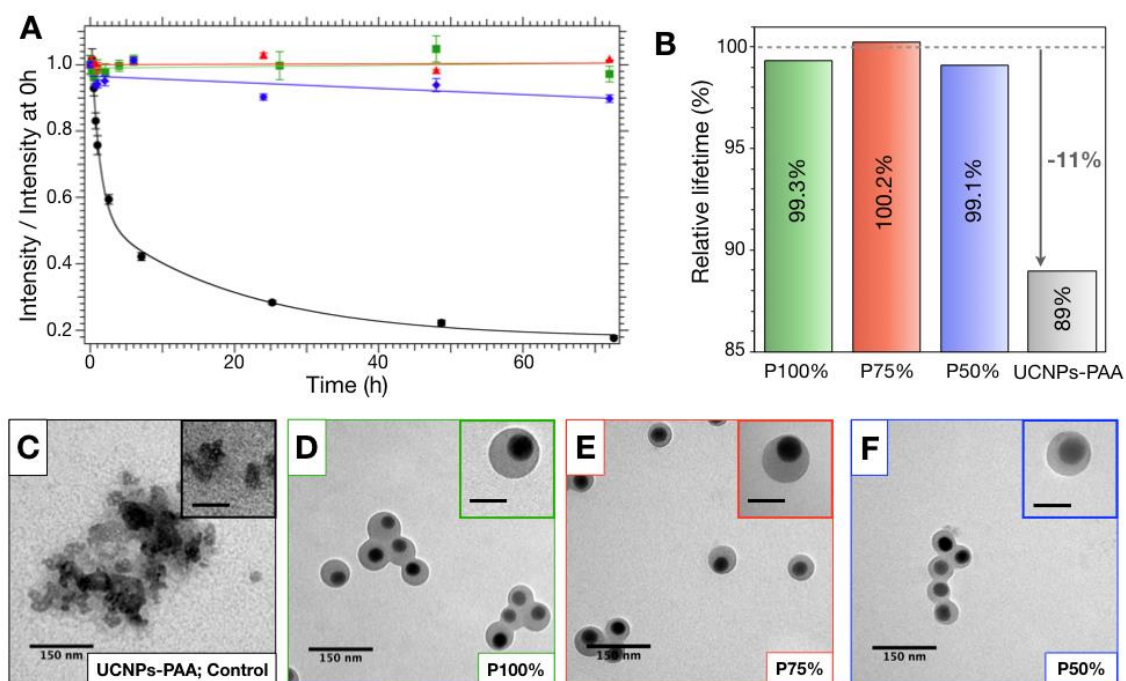 A
Intensity / Intensity at 0h
1.0
0.8
0.6
0.4
0.2
0
20
40
60
Time (h)
B
Relative lifetime (%)
100
95
90
85
99.3%
100.2%
99.1%
89%
-11%
P100%
P75%
P50%
UCNPs-PAA
C
150 nm
UCNPs-PAA; Control
D
150 nm
P100%
E
150 nm
P75%
F
150 nm
P50%